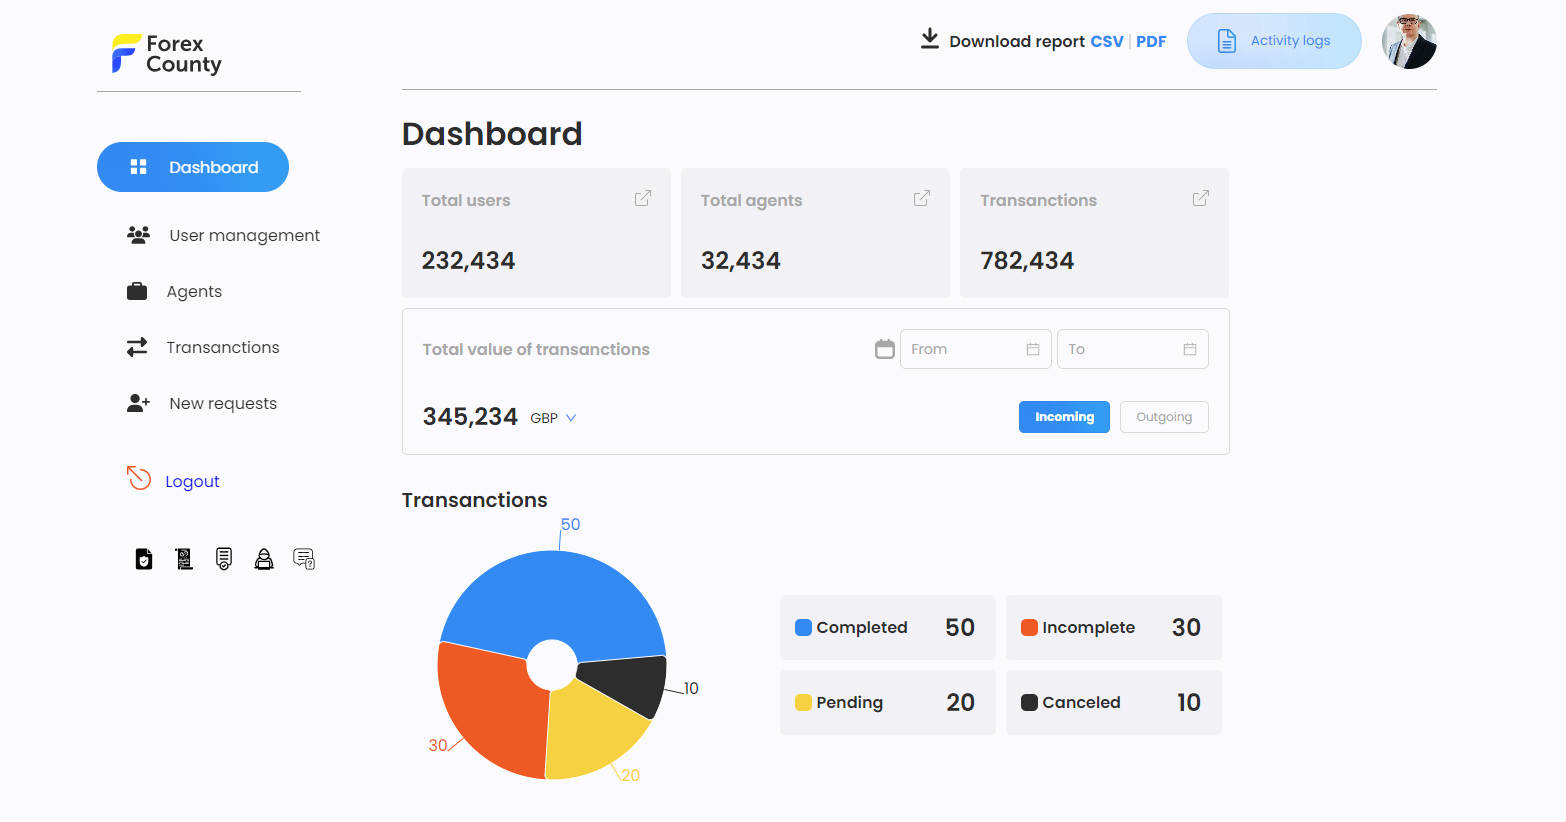 Forex
County
Download report CSV | PDF
Activity logs
Dashboard
User management
Agents
Transanctions
New requests
Logout
Dashboard
Total users
232,434
Total agents
32,434
Transanctions
782,434
Total value of transanctions
From
To
345,234 GBP
Incoming
Outgoing
Transanctions
50
10
30
20
Completed 50
Incomplete 30
Pending 20
Canceled 10